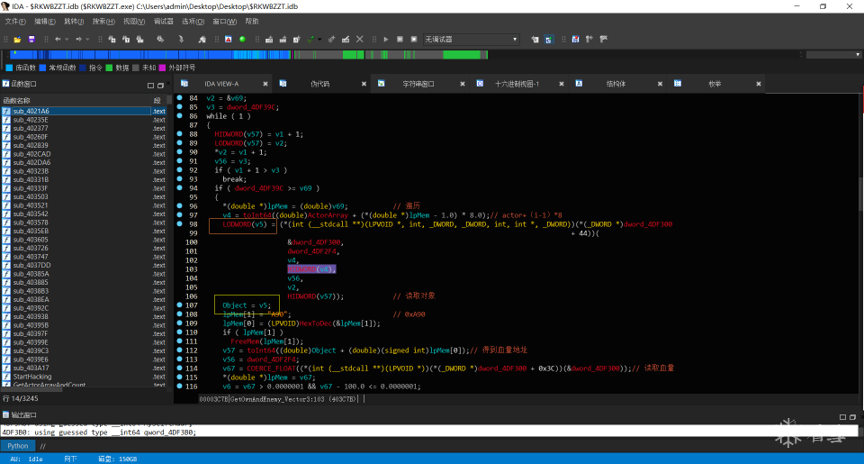 IDA - $RKWBZZT.idb ($RKWBZZT.exe) C:\Users\admin\Desktop\Desktop\$RKWBZZT.idb
文件(F) 编辑(E) 跳转(J) 搜索(H) 视图(V) 调试器 选项(O) 窗口(W) 帮助
无调试器
库函数 常规函数 指令 数据 未知 外部符号
函数窗口 IDA VIEW-A 伪代码 字符串窗口 十六进制视图-1 结构体 枚举
函数名称 段
sub_4021A6 .text
sub_40235E .text
sub_402377 .text
sub_40260F .text
sub_402839 .text
sub_402CAD .text
sub_402DA6 .text
sub_40323B .text
sub_40331B .text
sub_40333F .text
sub_403503 .text
sub_403521 .text
sub_403542 .text
sub_403578 .text
sub_4035EB .text
sub_403605 .text
sub_403726 .text
sub_403747 .text
sub_4037DD .text
sub_40385A .text
sub_403885 .text
sub_4038B3 .text
sub_4038EA .text
sub_40392C .text
sub_403938 .text
sub_40395B .text
sub_40397F .text
sub_40399E .text
sub_4039C3 .text
sub_4039E6 .text
sub_403A17 .text
StartHacking .text
GetActorArrayAndCount .text
行 14/3245
84 v2 = &v69;
85 v3 = dword_4DF39C;
86 while ( 1 )
87 {
88 HIDWORD(v57) = v1 + 1;
89 LODWORD(v57) = v2;
90 *v2 = v1 + 1;
91 v56 = v3;
92 if ( v1 + 1 > v3 )
93 break;
94 if ( dword_4DF39C >= v69 )
95 {
96 *(double *)lpMem = (double)v69; // 遍历
97 v4 = toInt64((double)ActorArray + (*(double *)lpMem - 1.0) * 8.0);// actor+（i-1）*8
98 LODWORD(v5) = (*(int (__stdcall **)(LPVOID *, int, _DWORD, _DWORD, int, int *, _DWORD))(*(_DWORD *)dword_4DF300
99 + 44))(
100 &dword_4DF300,
101 dword_4DF2F4,
102 v4,
103 HIDWORD(v4),
104 v56,
105 v2,
106 HIDWORD(v57)); // 读取对象
107 Object = v5;
108 lpMem[1] = "A00"; // 0xA00
109 lpMem[0] = (LPVOID)HexToDec(&lpMem[1]);
110 if ( lpMem[1] )
111 FreeMem(lpMem[1]);
112 v57 = toInt64((double)Object + (double)(signed int)lpMem[0]);// 得到血量地址
113 v56 = dword_4DF2F4;
114 v67 = COERCE_FLOAT((*(int (__stdcall **)(LPVOID *))(*(_DWORD *)dword_4DF300 + 0x3C))(&dword_4DF300));// 读取血量
115 *(double *)lpMem = v67;
116 v6 = v67 > 0.0000001 && v67 - 100.0 <= 0.0000001;
00003C7B GetOwnAndEnemy_Vector3:103 (403C7B)
输出窗口
4DF3B0: using guessed type __int64 qword_4DF3B0;
Python
AU: idle 向下 磁盘: 150GB